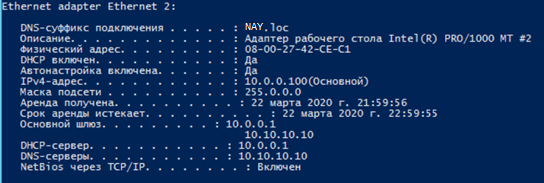 Ethernet adapter Ethernet 2:
DNS-суффикс подключения . . . . . : NAY.loc
Описание. . . . . . . . . . . . . : Адаптер рабочего стола Intel(R) PRO/1000 MT #2
Физический адрес. . . . . . . . . : 08-00-27-42-CE-C1
DHCP включен. . . . . . . . . . . : Да
Автонастройка включена. . . . . . : Да
IPv4-адрес. . . . . . . . . . . . : 10.0.0.100(Основной)
Маска подсети . . . . . . . . . . : 255.0.0.0
Аренда получена. . . . . . . . . . : 22 марта 2020 г. 21:59:56
Срок аренды истекает. . . . . . . . . . : 22 марта 2020 г. 22:59:55
Основной шлюз. . . . . . . . . : 10.0.0.1
10.10.10.10
DHCP-сервер. . . . . . . . . . . : 10.0.0.1
DNS-серверы. . . . . . . . . . . : 10.10.10.10
NetBios через TCP/IP. . . . . . . . : Включен